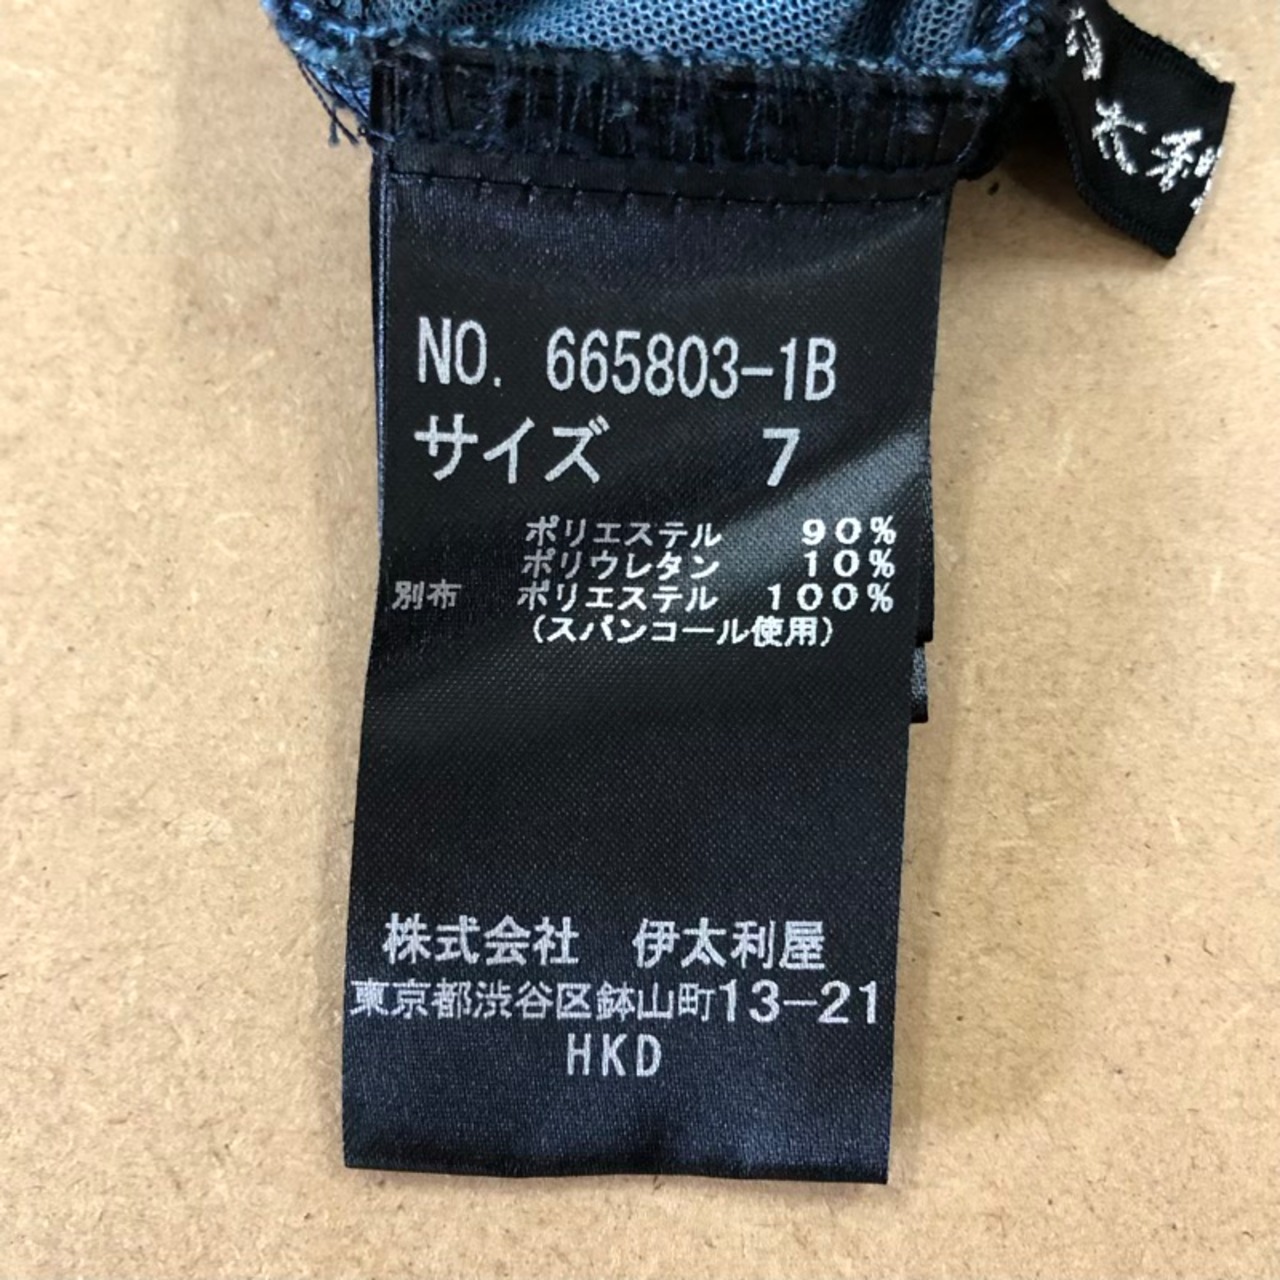 太利
NO. 665803-1B
サイズ 7
ポリエステル 90%
ポリウレタン 10%
別布 ポリエステル 100%
(スパンコール使用)
株式会社 伊太利屋
東京都渋谷区鉢山町13-21
HKD